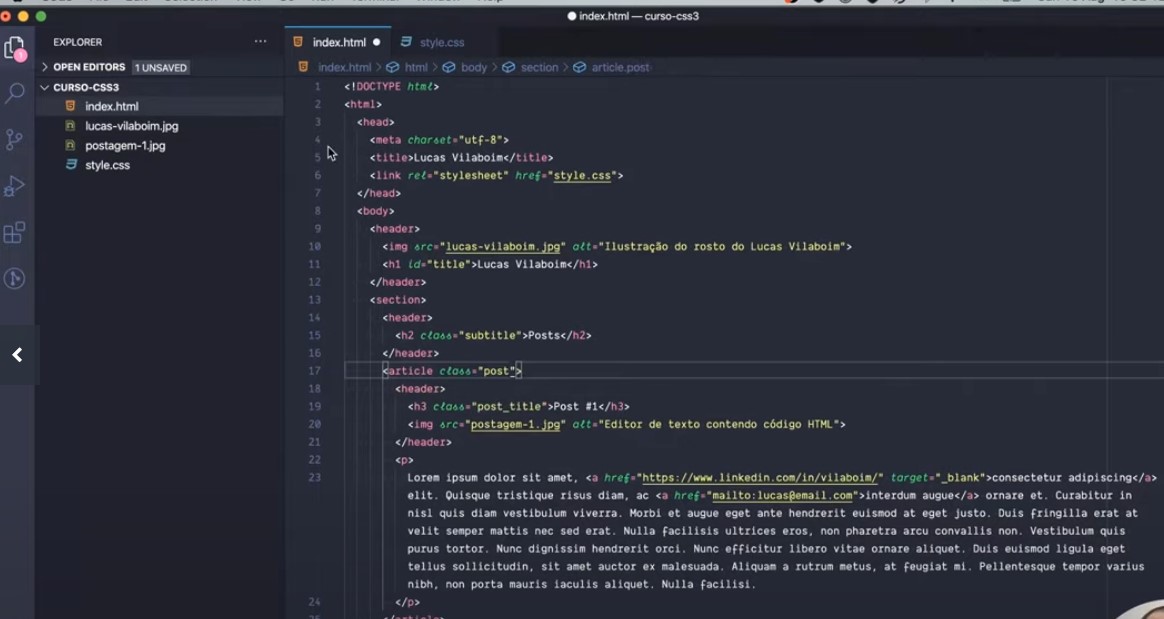 index.html — curso-css3
EXPLORER
index.html
style.css
OPEN EDITORS 1 UNSAVED
index.html > html > body > section > article.post
CURSO-CSS3
index.html
lucas-vilaboim.jpg
postagem-1.jpg
style.css
1 <!DOCTYPE html>
2 <html>
3 <head>
4 <meta charset="utf-8">
5 <title>Lucas Vilaboim</title>
6 <link rel="stylesheet" href="style.css">
7 </head>
8 <body>
9 <header>
10 <img src="lucas-vilaboim.jpg" alt="Ilustração do rosto do Lucas Vilaboim">
11 <h1 id="title">Lucas Vilaboim</h1>
12 </header>
13 <section>
14 <header>
15 <h2 class="subtitle">Posts</h2>
16 </header>
17 <article class="post">
18 <header>
19 <h3 class="post_title">Post #1</h3>
20 <img src="postagem-1.jpg" alt="Editor de texto contendo código HTML">
21 </header>
22 <p>
23 Lorem ipsum dolor sit amet, <a href="https://www.linkedin.com/in/vilaboim/" target="_blank">consectetur adipiscing</a>
elit. Quisque tristique risus diam, ac <a href="mailto:lucas@email.com">interdum augue</a> ornare et. Curabitur in
nisl quis diam vestibulum viverra. Morbi et augue eget ante hendrerit euismod at eget justo. Duis fringilla erat at
velit semper mattis nec sed erat. Nulla facilisis ultrices eros, non pharetra arcu convallis non. Vestibulum quis
purus tortor. Nunc dignissim hendrerit orci. Nunc efficitur libero vitae ornare aliquet. Duis euismod ligula eget
tellus sollicitudin, sit amet auctor ex malesuada. Aliquam a rutrum metus, at feugiat mi. Pellentesque tempor varius
nibh, non porta mauris iaculis aliquet. Nulla facilisi.
24 </p>